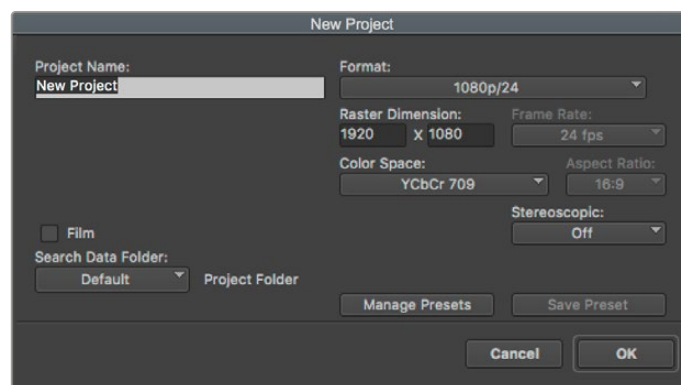 New Project
Project Name:
New Project
Format:
1080p/24
Raster Dimension:
1920 x 1080
Frame Rate:
24 fps
Color Space:
YCbCr 709
Aspect Ratio:
16:9
Stereoscopic:
Off
Film
Search Data Folder:
Default
Project Folder
Manage Presets
Save Preset
Cancel
OK